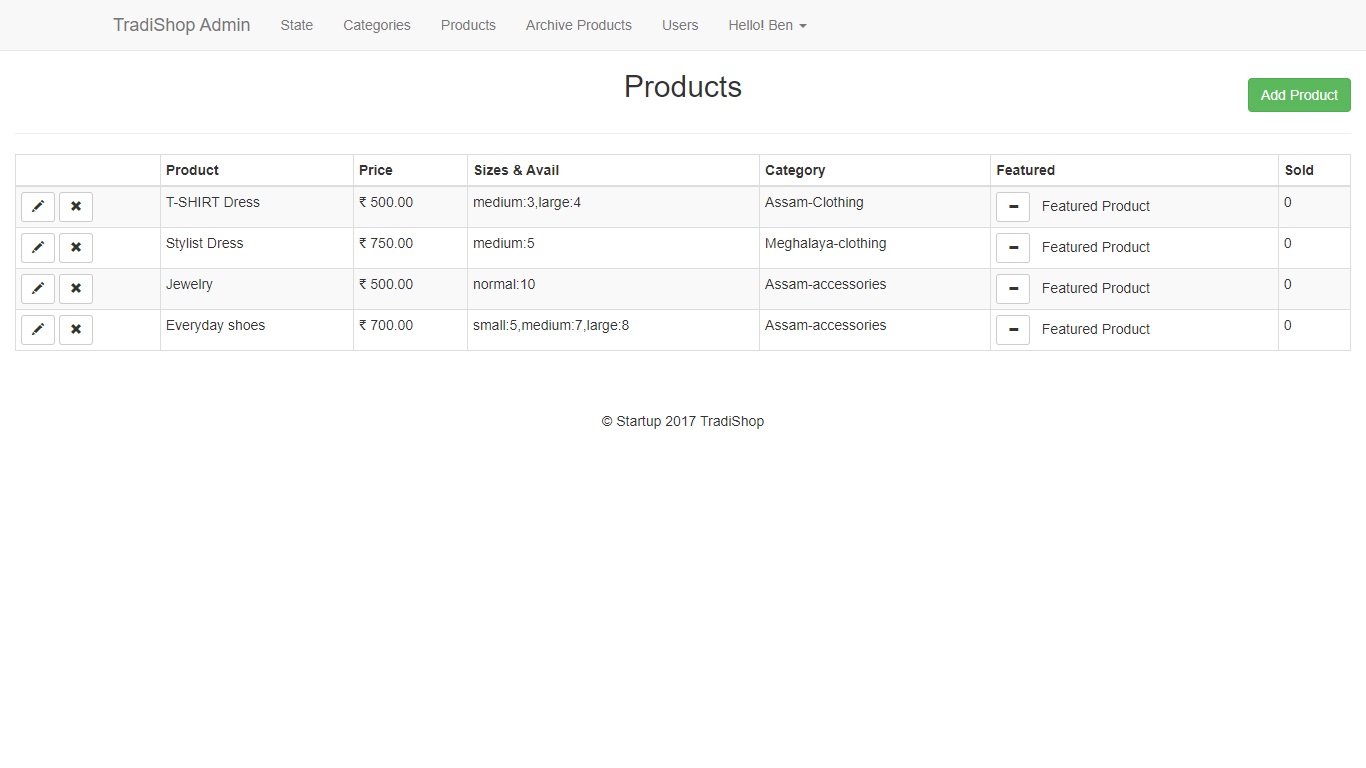 TradiShop Admin State Categories Products Archive Products Users Hello! Ben
Products
Add Product
Product Price Sizes & Avail Category Featured Sold
T-SHIRT Dress ₹ 500.00 medium:3,large:4 Assam-Clothing Featured Product 0
Stylist Dress ₹ 750.00 medium:5 Meghalaya-clothing Featured Product 0
Jewelry ₹ 500.00 normal:10 Assam-accessories Featured Product 0
Everyday shoes ₹ 700.00 small:5,medium:7,large:8 Assam-accessories Featured Product 0
© Startup 2017 TradiShop